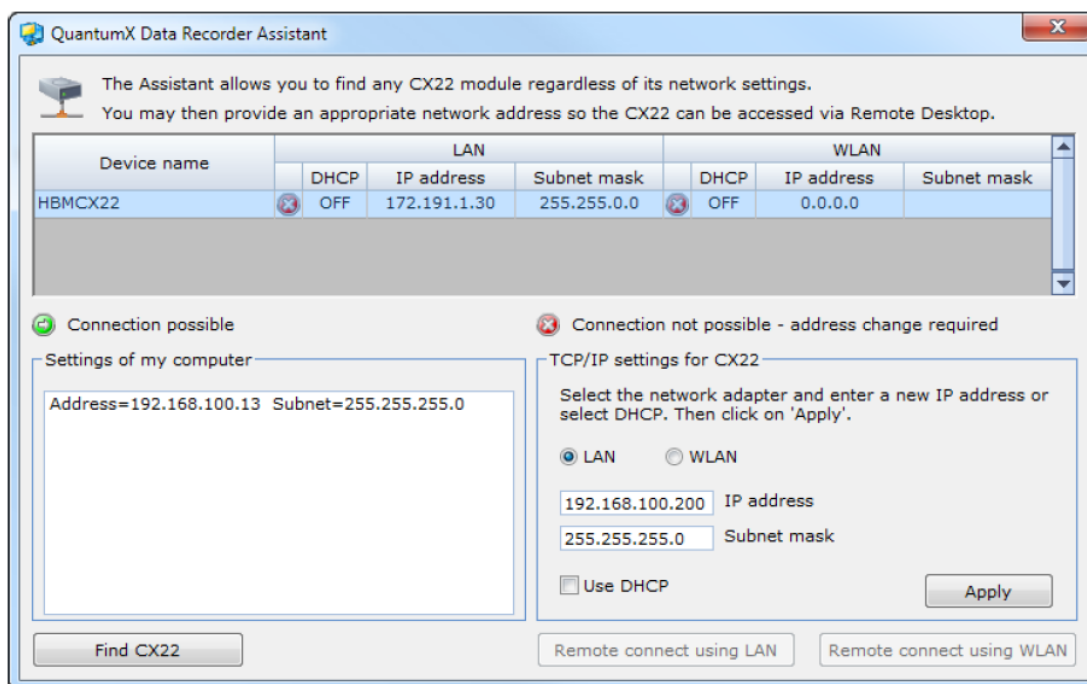 QuantumX Data Recorder Assistant
The Assistant allows you to find any CX22 module regardless of its network settings.
You may then provide an appropriate network address so the CX22 can be accessed via Remote Desktop.
Device name LAN WLAN
DHCP IP address Subnet mask DHCP IP address Subnet mask
HBMCX22 OFF 172.191.1.30 255.255.0.0 OFF 0.0.0.0
Connection possible Connection not possible - address change required
Settings of my computer
Address=192.168.100.13 Subnet=255.255.255.0
TCP/IP settings for CX22
Select the network adapter and enter a new IP address or
select DHCP. Then click on 'Apply'.
LAN WLAN
192.168.100.200 IP address
255.255.255.0 Subnet mask
Use DHCP Apply
Find CX22 Remote connect using LAN Remote connect using WLAN